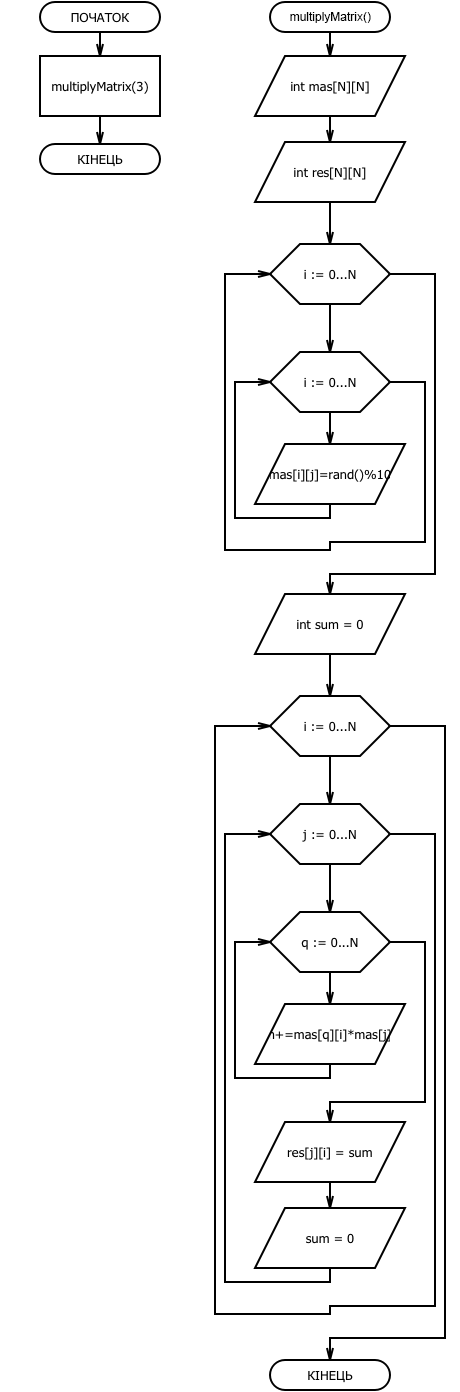 ПОЧАТОК
multiplyMatrix(3)
КІНЕЦЬ
multiplyMatrix()
int mas[N][N]
int res[N][N]
i := 0...N
i := 0...N
mas[i][j]=rand()%10
int sum = 0
i := 0...N
j := 0...N
q := 0...N
+=mas[q][i]*mas[j]
res[j][i] = sum
sum = 0
КІНЕЦЬ